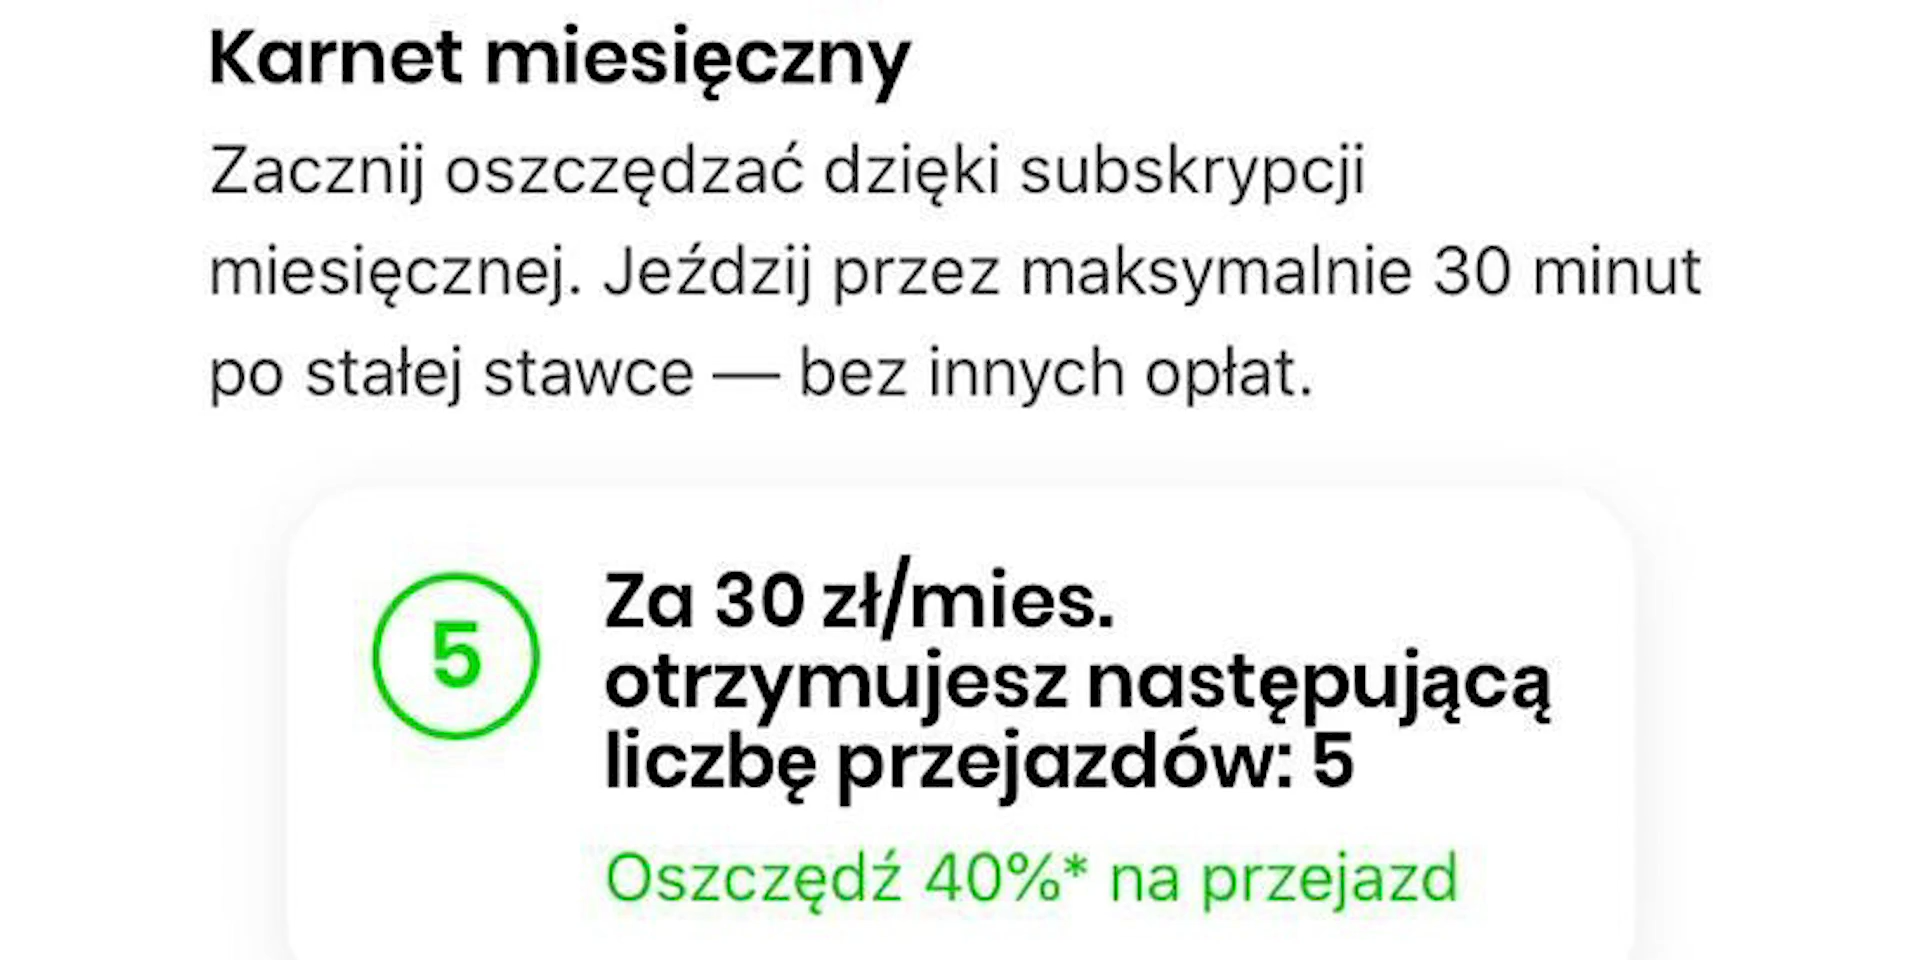 Karnet miesięczny
Zacznij oszczędzać dzięki subskrypcji
miesięcznej. Jeździj przez maksymalnie 30 minut
po stałej stawce — bez innych opłat.
5
Za 30 zł/mies.
otrzymujesz następującą
liczbę przejazdów: 5
Oszczędź 40%* na przejazd